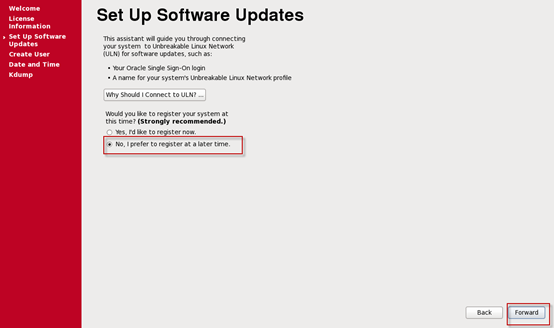 Welcome
License
Information
Set Up Software
Updates
Create User
Date and Time
Kdump
Set Up Software Updates
This assistant will guide you through connecting
your system to Unbreakable Linux Network
(ULN) for software updates, such as:
• Your Oracle Single Sign-On login
• A name for your system's Unbreakable Linux Network profile
Why Should I Connect to ULN? ...
Would you like to register your system at
this time? (Strongly recommended.)
Yes, I'd like to register now.
No, I prefer to register at a later time.
Back
Forward